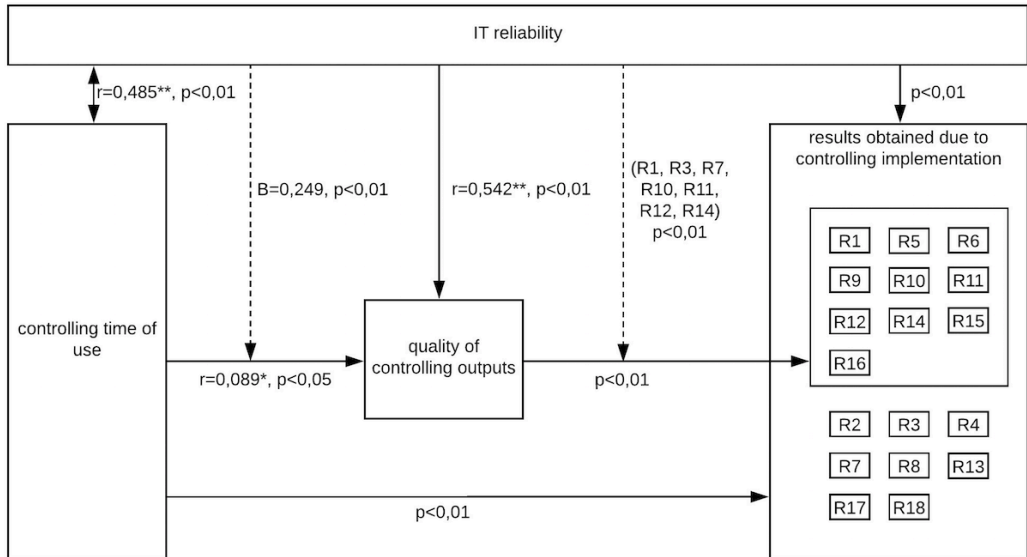 IT reliability
r=0,485**, p<0,01
p<0,01
results obtained due to
controlling implementation
B=0,249, p<0,01
r=0,542**, p<0,01
(R1, R3, R7,
R10, R11,
R12, R14)
p<0,01
R1 R5 R6
R9 R10 R11
R12 R14 R15
R16
controlling time of
use
quality of
controlling outputs
r=0,089*, p<0,05
p<0,01
R2 R3 R4
R7 R8 R13
R17 R18
p<0,01